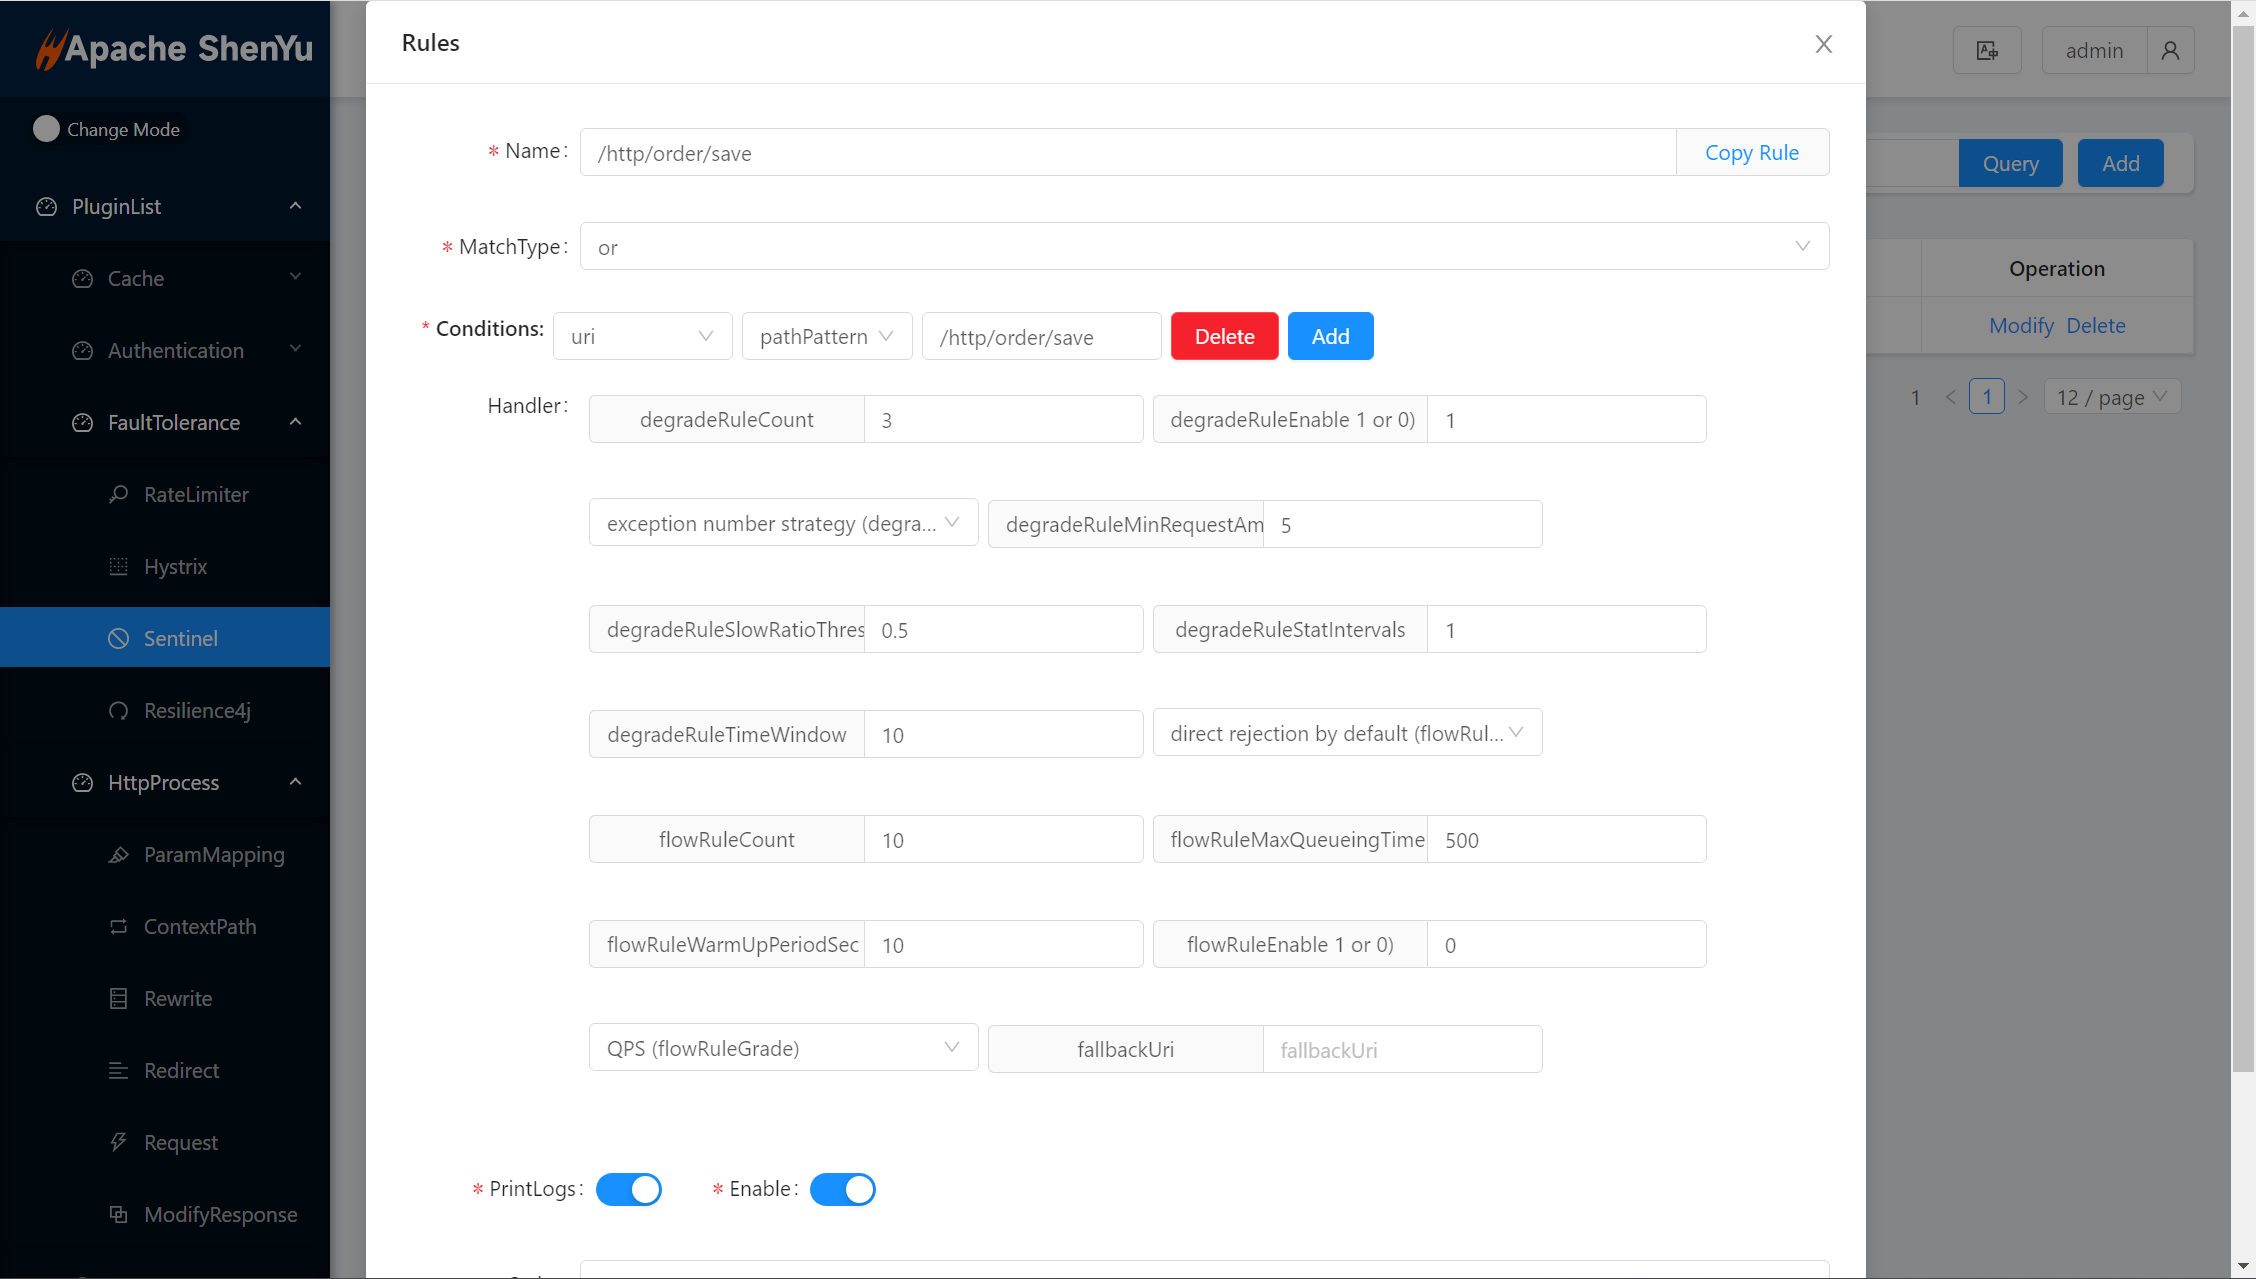 Apache ShenYu
Change Mode
PluginList
Cache
Authentication
FaultTolerance
RateLimiter
Hystrix
Sentinel
Resilience4j
HttpProcess
ParamMapping
ContextPath
Rewrite
Redirect
Request
ModifyResponse
admin
Query Add
Operation
Modify Delete
1 < 1 > 12 / page
Rules
* Name: /http/order/save Copy Rule
* MatchType: or
* Conditions: uri pathPattern /http/order/save Delete Add
Handler: degradeRuleCount 3 degradeRuleEnable 1 or 0) 1
exception number strategy (degra... degradeRuleMinRequestAm 5
degradeRuleSlowRatioThres 0.5 degradeRuleStatIntervals 1
degradeRuleTimeWindow 10 direct rejection by default (flowRul...
flowRuleCount 10 flowRuleMaxQueueingTime 500
flowRuleWarmUpPeriodSec 10 flowRuleEnable 1 or 0) 0
QPS (flowRuleGrade) fallbackUri fallbackUri
* PrintLogs: * Enable: